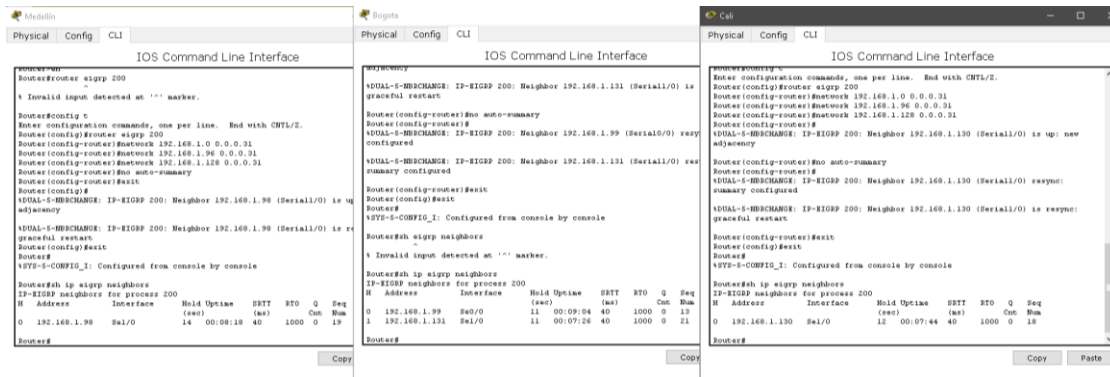 Medellin
Physical Config CLI
IOS Command Line Interface
Router#router eigrp 200
^
% Invalid input detected at '^' marker.
Router#config t
Enter configuration commands, one per line. End with CNTL/Z.
Router(config)#router eigrp 200
Router(config-router)#network 192.168.1.0 0.0.0.31
Router(config-router)#network 192.168.1.96 0.0.0.31
Router(config-router)#network 192.168.1.128 0.0.0.31
Router(config-router)#no auto-summary
Router(config-router)#exit
Router(config)#
%DUAL-5-NBRCHANGE: IP-EIGRP 200: Neighbor 192.168.1.98 (Serial1/0) is up
adjacency
%DUAL-5-NBRCHANGE: IP-EIGRP 200: Neighbor 192.168.1.98 (Serial1/0) is re
graceful restart
Router(config)#exit
Router#
%SYS-5-CONFIG_I: Configured from console by console
Router#sh ip eigrp neighbors
IP-EIGRP neighbors for process 200
H Address Interface Hold Uptime SRTT RTO Q Seq
(sec) (ms) Cnt Num
0 192.168.1.98 Se1/0 14 00:08:18 40 1000 0 19
Router#
Copy
Bogota
Physical Config CLI
IOS Command Line Interface
adjacency
%DUAL-5-NBRCHANGE: IP-EIGRP 200: Neighbor 192.168.1.131 (Serial1/0) is
graceful restart
Router(config-router)#no auto-summary
Router(config-router)#
%DUAL-5-NBRCHANGE: IP-EIGRP 200: Neighbor 192.168.1.99 (Serial0/0) resy
configured
%DUAL-5-NBRCHANGE: IP-EIGRP 200: Neighbor 192.168.1.131 (Serial1/0) res
summary configured
Router(config-router)#exit
Router(config)#exit
Router#
%SYS-5-CONFIG_I: Configured from console by console
Router#sh eigrp neighbors
^
% Invalid input detected at '^' marker.
Router#sh ip eigrp neighbors
IP-EIGRP neighbors for process 200
H Address Interface Hold Uptime SRTT RTO Q Seq
(sec) (ms) Cnt Num
0 192.168.1.99 Se0/0 11 00:09:04 40 1000 0 13
1 192.168.1.131 Se1/0 11 00:07:26 40 1000 0 21
Router#
Copy
Cali
Physical Config CLI
IOS Command Line Interface
Router#config t
Enter configuration commands, one per line. End with CNTL/Z.
Router(config)#router eigrp 200
Router(config-router)#network 192.168.1.0 0.0.0.31
Router(config-router)#network 192.168.1.96 0.0.0.31
Router(config-router)#network 192.168.1.128 0.0.0.31
Router(config-router)#
%DUAL-5-NBRCHANGE: IP-EIGRP 200: Neighbor 192.168.1.130 (Serial1/0) is up: new
adjacency
Router(config-router)#no auto-summary
Router(config-router)#
%DUAL-5-NBRCHANGE: IP-EIGRP 200: Neighbor 192.168.1.130 (Serial1/0) resync:
summary configured
%DUAL-5-NBRCHANGE: IP-EIGRP 200: Neighbor 192.168.1.130 (Serial1/0) is resync:
graceful restart
Router(config-router)#exit
Router(config)#exit
Router#
%SYS-5-CONFIG_I: Configured from console by console
Router#sh ip eigrp neighbors
IP-EIGRP neighbors for process 200
H Address Interface Hold Uptime SRTT RTO Q Seq
(sec) (ms) Cnt Num
0 192.168.1.130 Se1/0 12 00:07:44 40 1000 0 18
Router#
Copy Paste